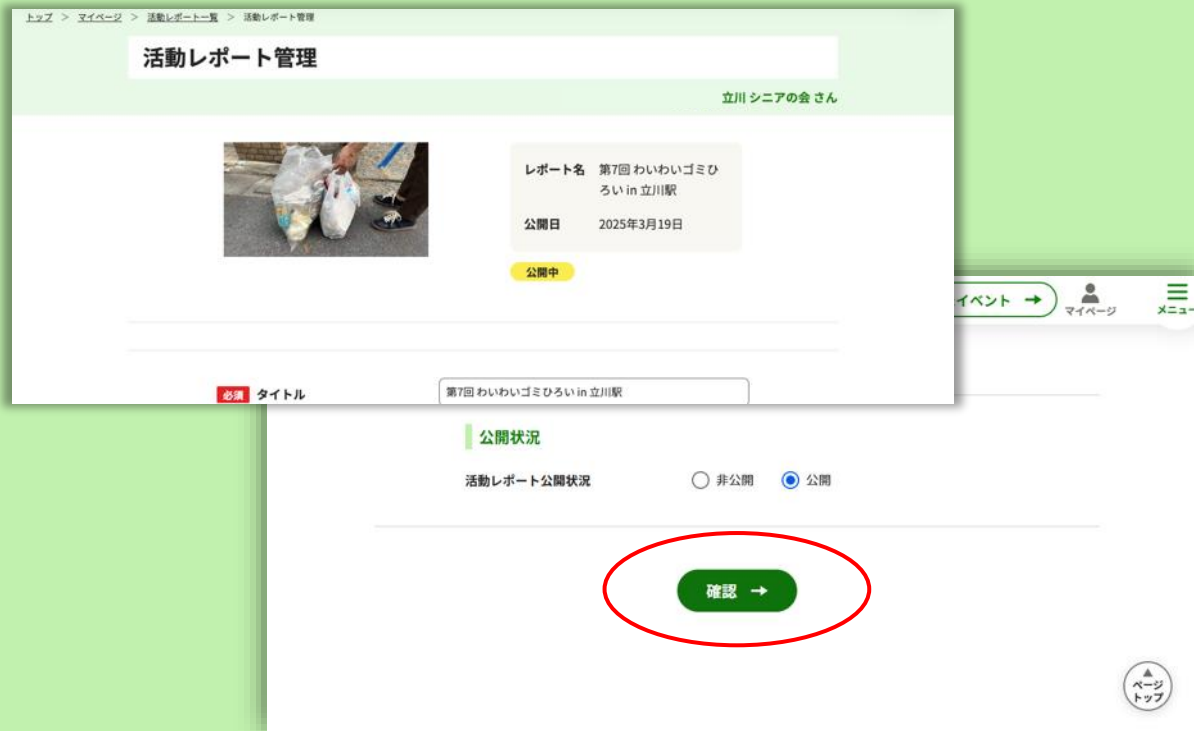 トップ > マイページ > 活動レポート一覧 > 活動レポート管理
活動レポート管理
立川 シニアの会 さん
レポート名 第7回 わいわいゴミひ
ろい in 立川駅
公開日 2025年3月19日
公開中
必須 タイトル 第7回 わいわいゴミひろい in 立川駅
イベント →
マイページ
メニュー
公開状況
活動レポート公開状況 非公開 公開
確認 →
ページ
トップ